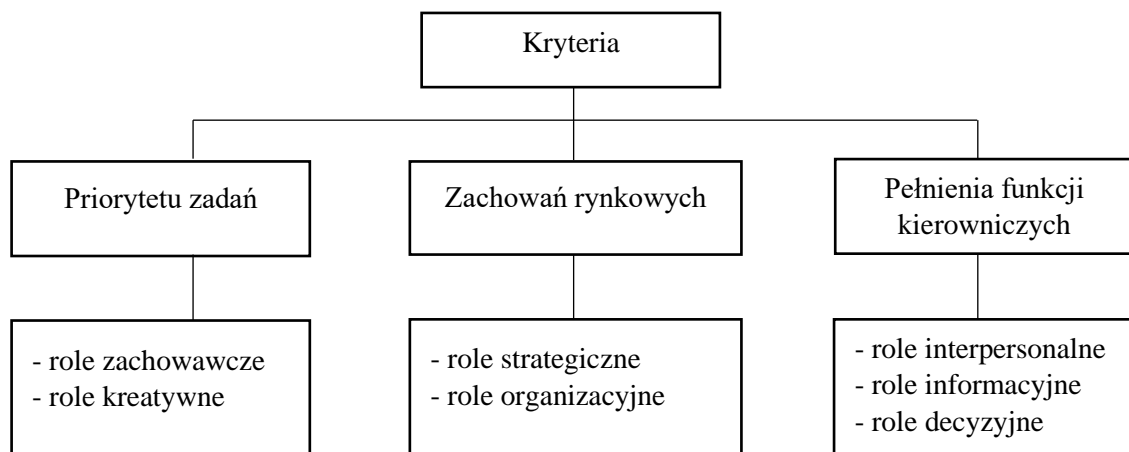 Kryteria
Priorytetu zadań
Zachowań rynkowych
Pełnienia funkcji
kierowniczych
- role zachowawcze
- role kreatywne
- role strategiczne
- role organizacyjne
- role interpersonalne
- role informacyjne
- role decyzyjne